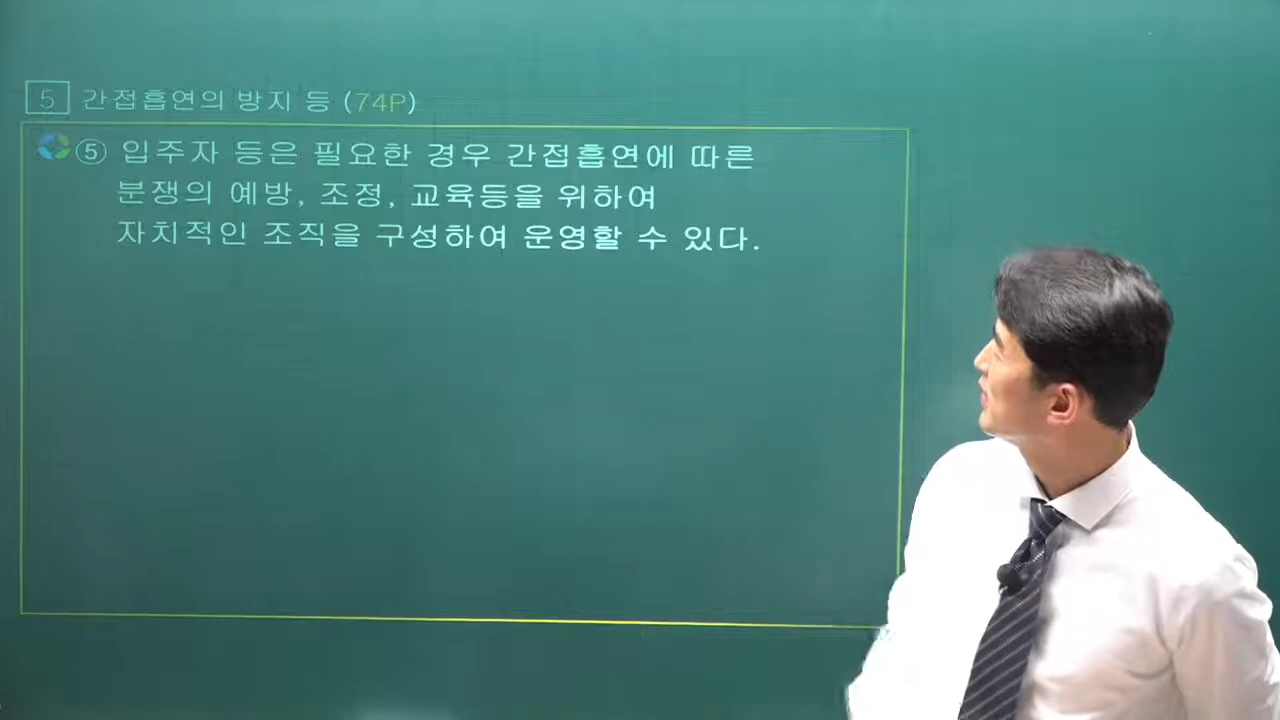 5 간접흡연의 방지 등 (74P)
⑤ 입주자 등은 필요한 경우 간접흡연에 따른
분쟁의 예방, 조정, 교육등을 위하여
자치적인 조직을 구성하여 운영할 수 있다.